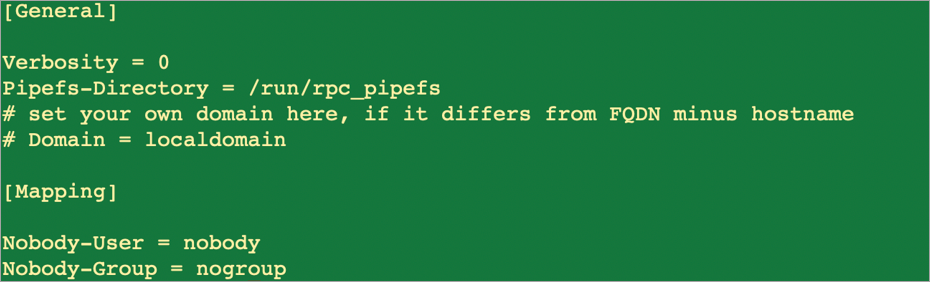 [General]
Verbosity = 0
Pipefs-Directory = /run/rpc_pipefs
# set your own domain here, if it differs from FQDN minus hostname
# Domain = localdomain
[Mapping]
Nobody-User = nobody
Nobody-Group = nogroup